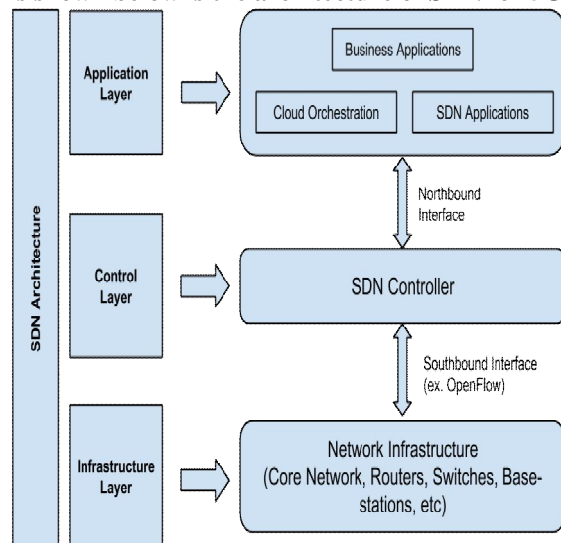 SDN Architecture
Application
Layer
Business Applications
Cloud Orchestration
SDN Applications
Northbound
Interface
Control
Layer
SDN Controller
Southbound Interface
(ex. OpenFlow)
Infrastructure
Layer
Network Infrastructure
(Core Network, Routers, Switches, Base-
stations, etc)